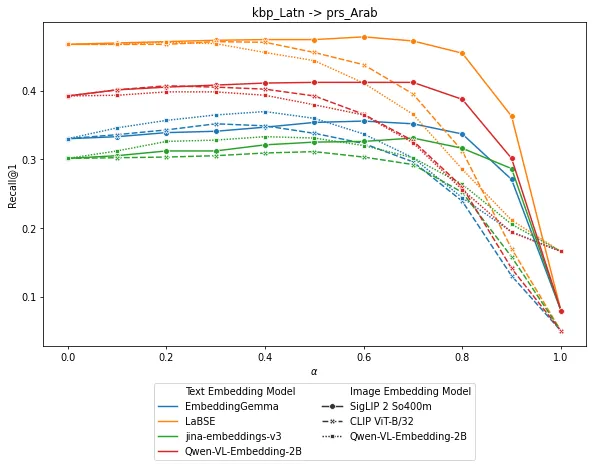 kbp_Latn -> prs_Arab
Recall@1
0.4
0.3
0.2
0.1
0.0 0.2 0.4 0.6 0.8 1.0
α
Text Embedding Model Image Embedding Model
EmbeddingGemma SigLIP 2 So400m
LaBSE CLIP ViT-B/32
jina-embeddings-v3 Qwen-VL-Embedding-2B
Qwen-VL-Embedding-2B